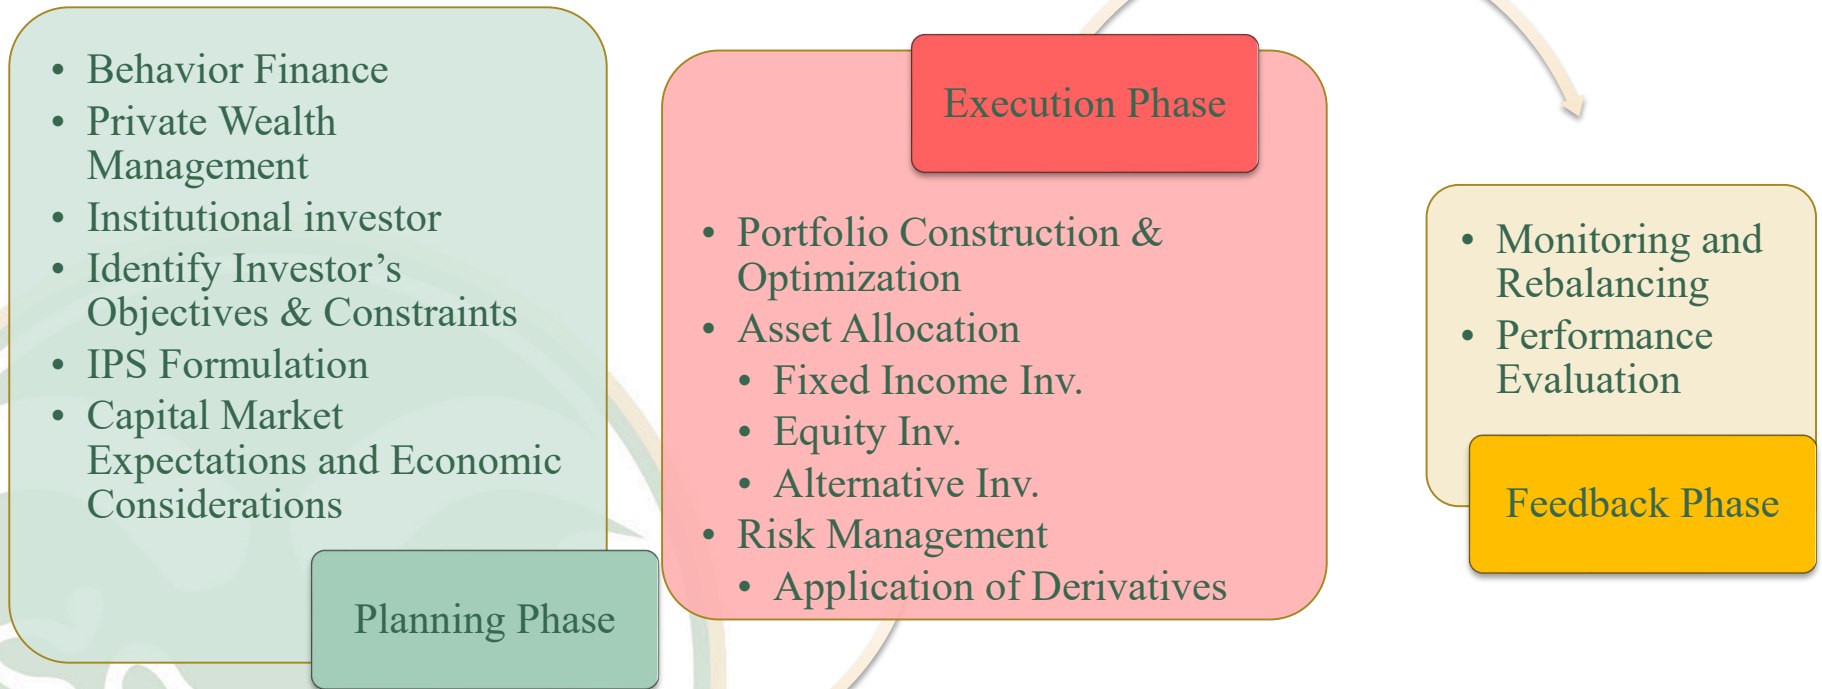 • Behavior Finance
• Private Wealth
Management
• Institutional investor
• Identify Investor’s
Objectives & Constraints
• IPS Formulation
• Capital Market
Expectations and Economic
Considerations
Planning Phase
Execution Phase
• Portfolio Construction &
Optimization
• Asset Allocation
• Fixed Income Inv.
• Equity Inv.
• Alternative Inv.
• Risk Management
• Application of Derivatives
• Monitoring and
Rebalancing
• Performance
Evaluation
Feedback Phase